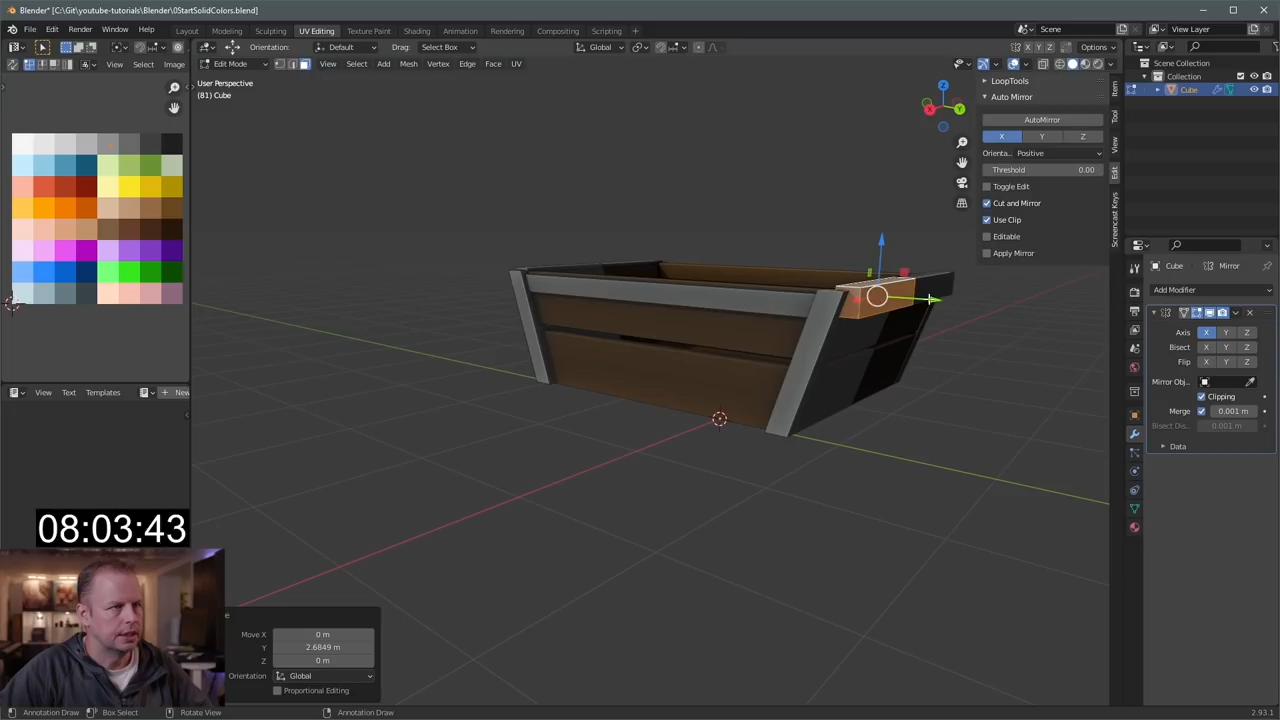 Blender* [C:\Git\youtube-tutorials\Blender\0StartSolidColors.blend]
File Edit Render Window Help Layout Modeling Sculpting UV Editing Texture Paint Shading Animation Rendering Compositing Scripting + Scene View Layer
Orientation: Default Drag: Select Box Global X Y Z Options
Edit Mode View Select Add Mesh Vertex Edge Face UV
View Select Image
User Perspective
(81) Cube
LoopTools
Auto Mirror
AutoMirror
X Y Z
Orienta... Positive
Threshold 0.00
Toggle Edit
Cut and Mirror
Use Clip
Editable
Apply Mirror
Item
Tool
View
Edit
Screencast Keys
X Y Z
Scene Collection
Collection
Cube
Cube Mirror
Add Modifier
Axis X Y Z
Bisect X Y Z
Flip X Y Z
Mirror Obj...
Clipping
Merge 0.001 m
Bisect Dis... 0.001 m
Data
View Text New
08:03:43
Move X 0 m
Y 2.6849 m
Z 0 m
Orientation Global
Proportional Editing
Annotation Draw Box Select Rotate View Annotation Draw 2.93.1